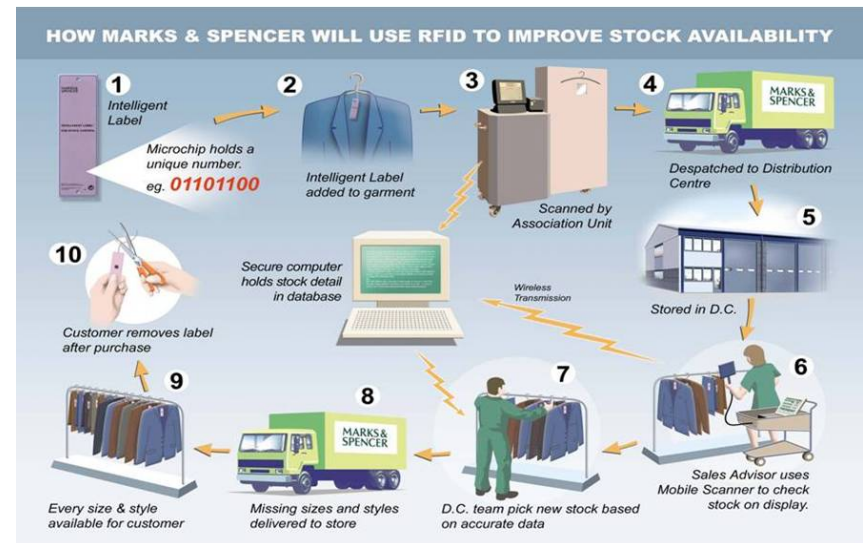 HOW MARKS & SPENCER WILL USE RFID TO IMPROVE STOCK AVAILABILITY
1
Intelligent
Label
Microchip holds a
unique number.
eg. 01101100
2
Intelligent Label
added to garment
3
Scanned by
Association Unit
4
MARKS &
SPENCER
Despatched to Distribution
Centre
5
Stored in D.C.
Secure computer
holds stock detail
in database
Wireless
Transmission
6
Sales Advisor uses
Mobile Scanner to check
stock on display.
7
D.C. team pick new stock based
on accurate data
8
MARKS &
SPENCER
Missing sizes and styles
delivered to store
9
Every size & style
available for customer
10
Customer removes label
after purchase